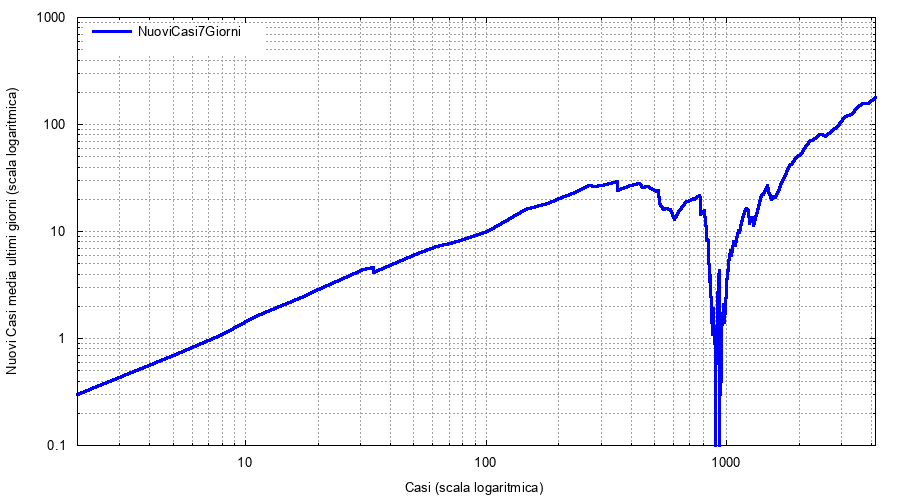 NuoviCasi7Giorni
1000
100
10
1
0.1
10
100
1000
Nuovi Casi media ultimi giorni (scala logaritmica)
Casi (scala logaritmica)